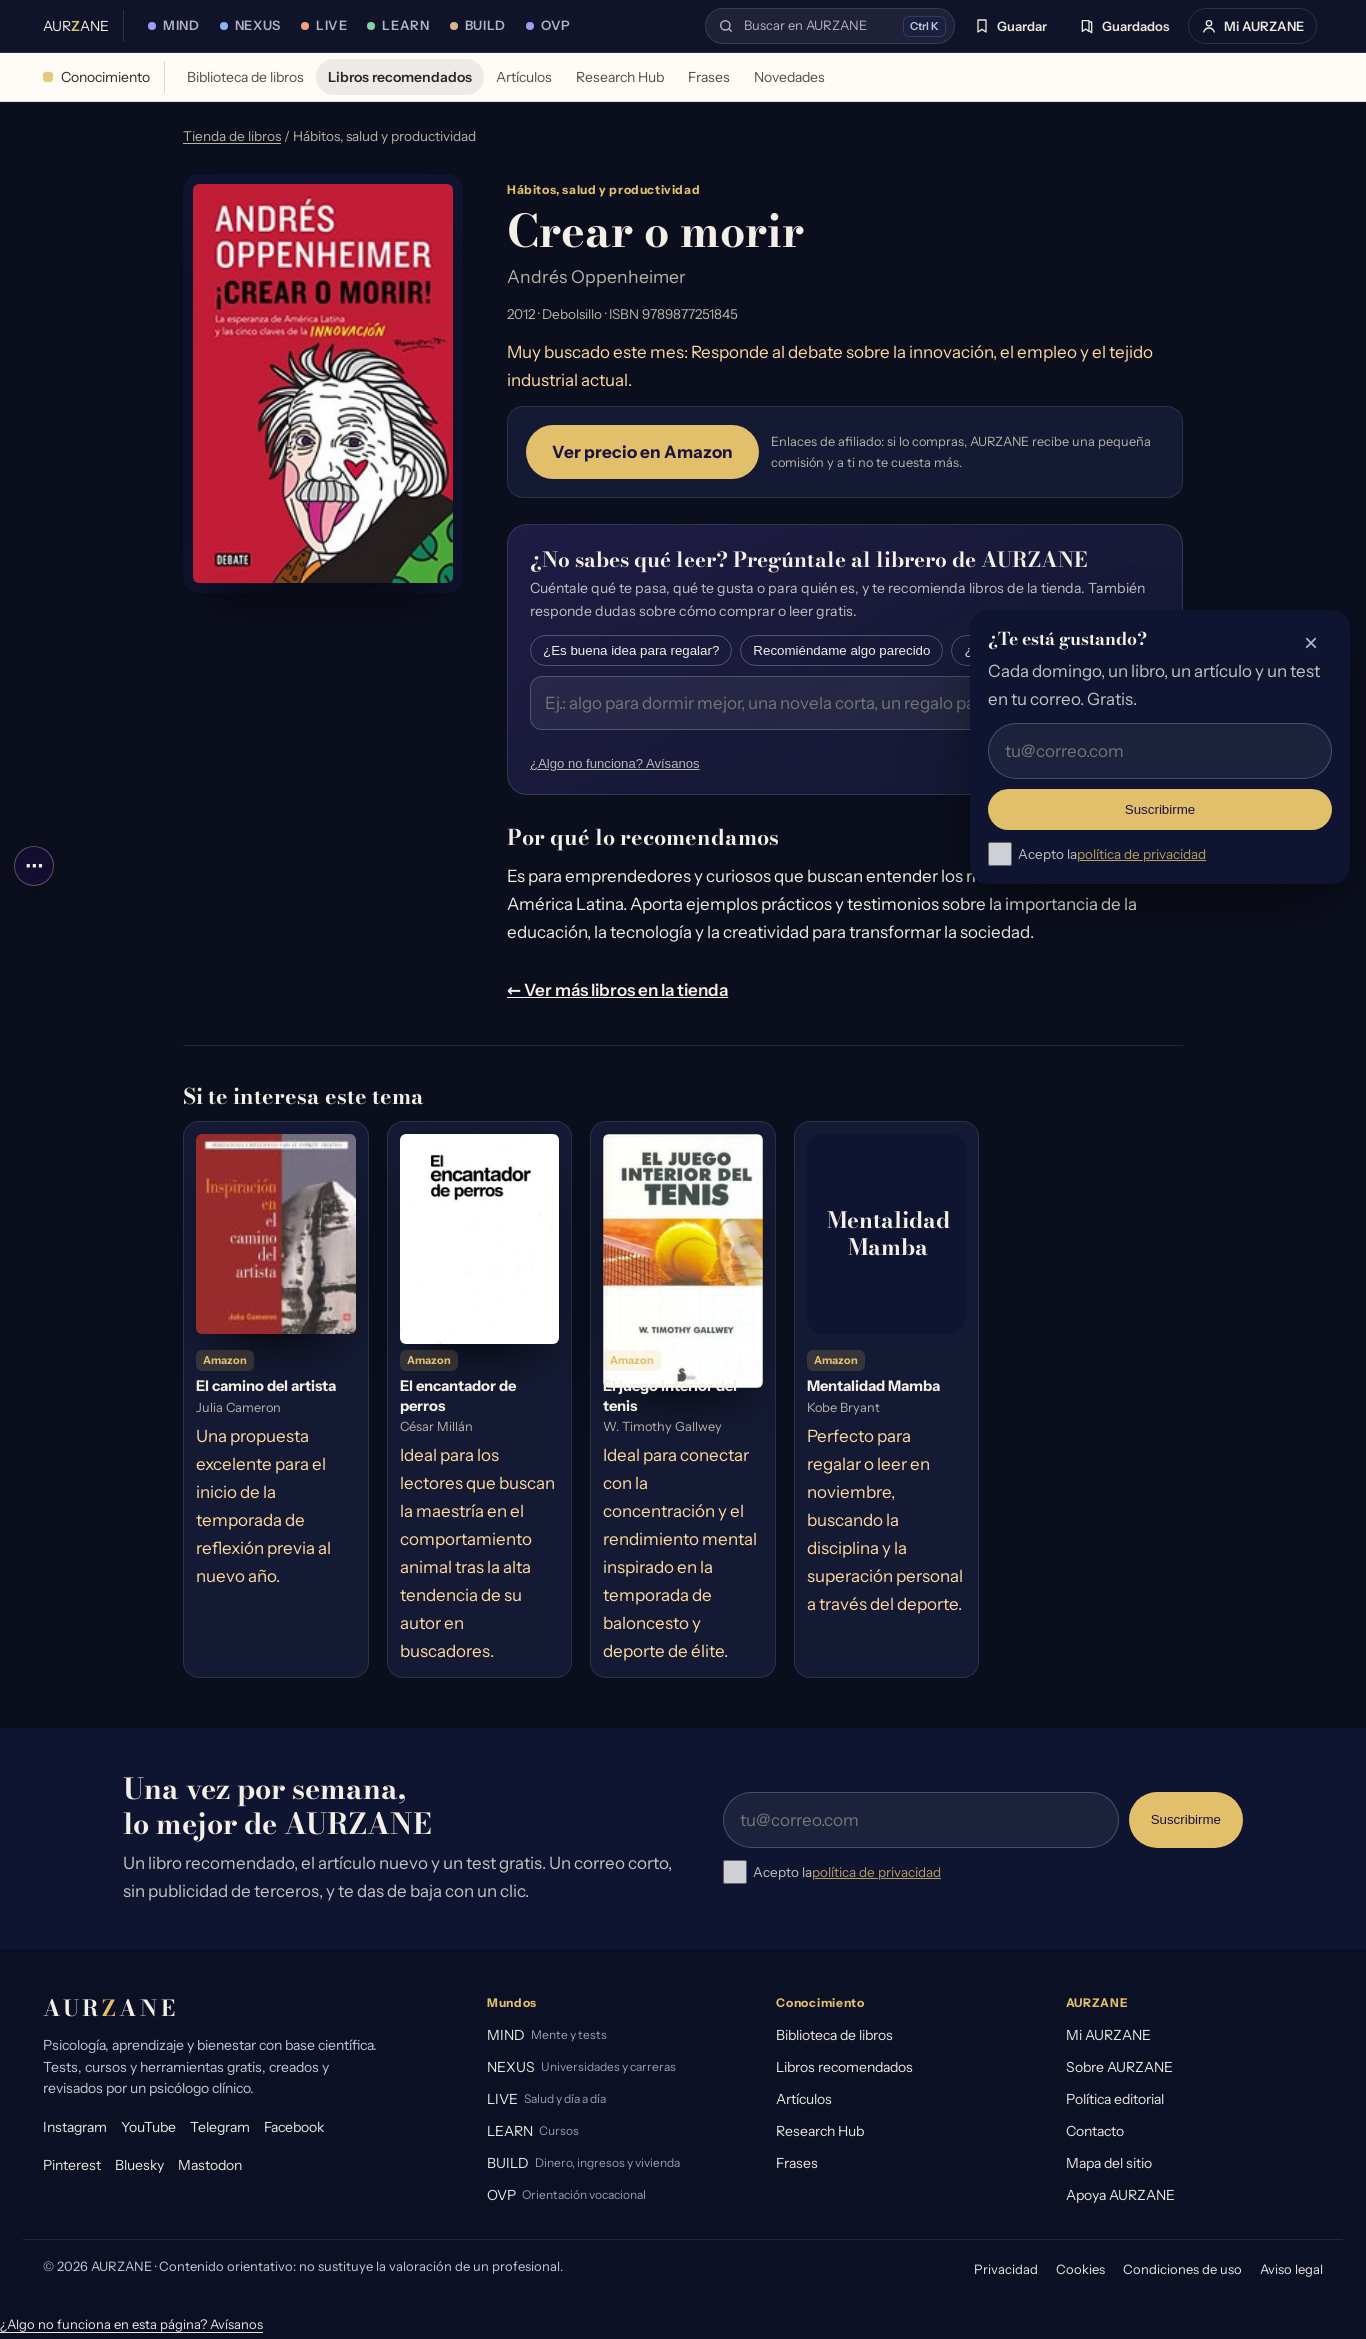 AURZANE
MIND
NEXUS
LIVE
LEARN
BUILD
OVP
Buscar en AURZANE
Ctrl K
Guardar
Guardados
Mi AURZANE
Conocimiento
Biblioteca de libros
Libros recomendados
Artículos
Research Hub
Frases
Novedades
Tienda de libros / Hábitos, salud y productividad
ANDRÉS
OPPENHEIMER
¡CREAR O MORIR!
La esperanza de América Latina
y las cinco claves de la INNOVACIÓN
DEBATE
Hábitos, salud y productividad
Crear o morir
Andrés Oppenheimer
2012 · Debolsillo · ISBN 9789877251845
Muy buscado este mes: Responde al debate sobre la innovación, el empleo y el tejido
industrial actual.
Ver precio en Amazon
Enlaces de afiliado: si lo compras, AURZANE recibe una pequeña
comisión y a ti no te cuesta más.
¿No sabes qué leer? Pregúntale al librero de AURZANE
Cuéntale qué te pasa, qué te gusta o para quién es, y te recomienda libros de la tienda. También
responde dudas sobre cómo comprar o leer gratis.
¿Es buena idea para regalar?
Recomiéndame algo parecido
¿
Ej.: algo para dormir mejor, una novela corta, un regalo pa
¿Algo no funciona? Avísanos
¿Te está gustando?
×
Cada domingo, un libro, un artículo y un test
en tu correo. Gratis.
tu@correo.com
Suscribirme
Acepto la política de privacidad
Por qué lo recomendamos
Es para emprendedores y curiosos que buscan entender los
América Latina. Aporta ejemplos prácticos y testimonios sobre la importancia de la
educación, la tecnología y la creatividad para transformar la sociedad.
← Ver más libros en la tienda
Si te interesa este tema
Inspiración
en
el
camino
del
artista
Julia Cameron
Amazon
El camino del artista
Julia Cameron
Una propuesta
excelente para el
inicio de la
temporada de
reflexión previa al
nuevo año.
El
encantador
de perros
Amazon
El encantador de
perros
César Millán
Ideal para los
lectores que buscan
la maestría en el
comportamiento
animal tras la alta
tendencia de su
autor en
buscadores.
EL JUEGO
INTERIOR DEL
TENIS
W. TIMOTHY GALLWEY
Amazon
El juego interior del
tenis
W. Timothy Gallwey
Ideal para conectar
con la
concentración y el
rendimiento mental
inspirado en la
temporada de
baloncesto y
deporte de élite.
Mentalidad
Mamba
Amazon
Mentalidad Mamba
Kobe Bryant
Perfecto para
regalar o leer en
noviembre,
buscando la
disciplina y la
superación personal
a través del deporte.
Una vez por semana,
lo mejor de AURZANE
Un libro recomendado, el artículo nuevo y un test gratis. Un correo corto,
sin publicidad de terceros, y te das de baja con un clic.
tu@correo.com
Suscribirme
Acepto la política de privacidad
AURZANE
Psicología, aprendizaje y bienestar con base científica.
Tests, cursos y herramientas gratis, creados y
revisados por un psicólogo clínico.
Instagram YouTube Telegram Facebook
Pinterest Bluesky Mastodon
Mundos
MIND Mente y tests
NEXUS Universidades y carreras
LIVE Salud y día a día
LEARN Cursos
BUILD Dinero, ingresos y vivienda
OVP Orientación vocacional
Conocimiento
Biblioteca de libros
Libros recomendados
Artículos
Research Hub
Frases
AURZANE
Mi AURZANE
Sobre AURZANE
Política editorial
Contacto
Mapa del sitio
Apoya AURZANE
© 2026 AURZANE · Contenido orientativo: no sustituye la valoración de un profesional.
Privacidad Cookies Condiciones de uso Aviso legal
¿Algo no funciona en esta página? Avísanos